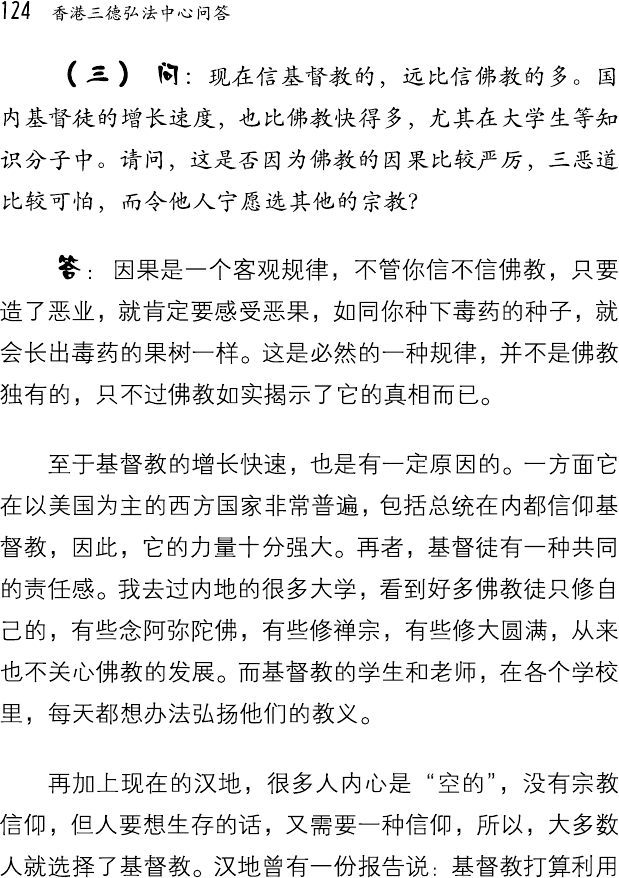 124 香港三德弘法中心问答
（三） 问：现在信基督教的，远比信佛教的多。国
内基督徒的增长速度，也比佛教快得多，尤其在大学生等知
识分子中。请问，这是否因为佛教的因果比较严厉，三恶道
比较可怕，而令他人宁愿选其他的宗教？
答：因果是一个客观规律，不管你信不信佛教，只要
造了恶业，就肯定要感受恶果，如同你种下毒药的种子，就
会长出毒药的果树一样。这是必然的一种规律，并不是佛教
独有的，只不过佛教如实揭示了它的真相而已。
至于基督教的增长快速，也是有一定原因的。一方面它
在以美国为主的西方国家非常普遍，包括总统在内都信仰基
督教，因此，它的力量十分强大。再者，基督徒有一种共同
的责任感。我去过内地的很多大学，看到好多佛教徒只修自
己的，有些念阿弥陀佛，有些修禅宗，有些修大圆满，从来
也不关心佛教的发展。而基督教的学生和老师，在各个学校
里，每天都想办法弘扬他们的教义。
再加上现在的汉地，很多人内心是“空的”，没有宗教
信仰，但人要想生存的话，又需要一种信仰，所以，大多数
人就选择了基督教。汉地曾有一份报告说：基督教打算利用